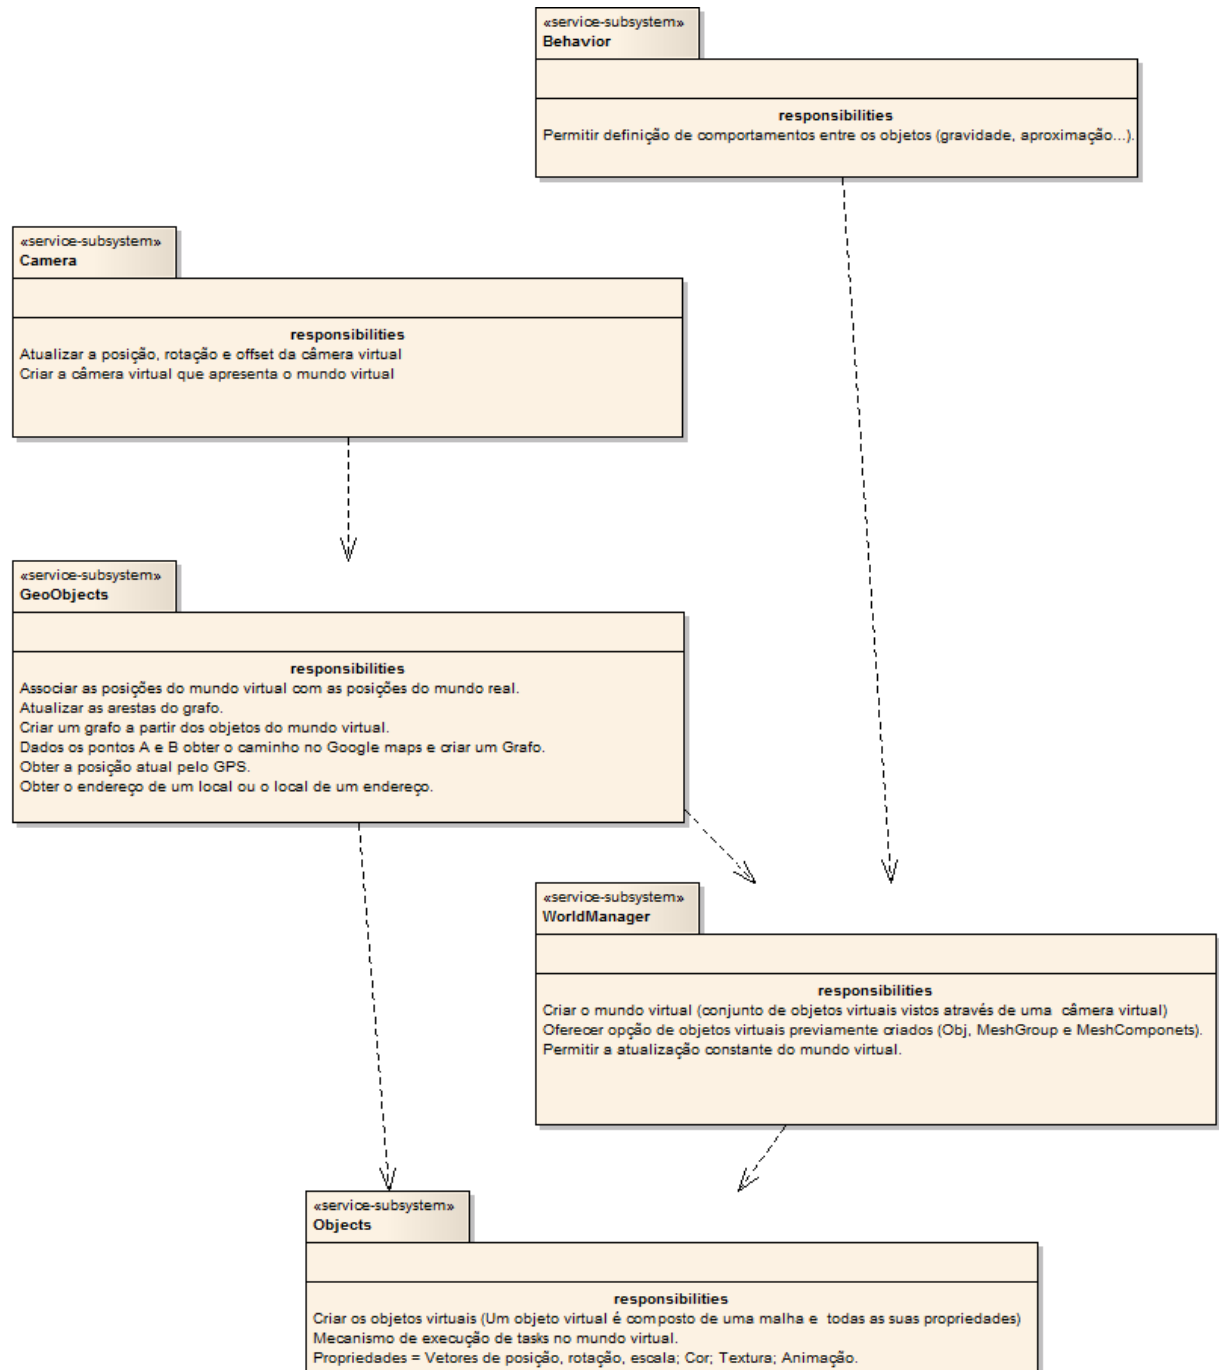 «service-subsystem»
Behavior
responsibilities
Permitir definição de comportamentos entre os objetos (gravidade, aproximação...).
«service-subsystem»
Camera
responsibilities
Atualizar a posição, rotação e offset da câmera virtual
Criar a câmera virtual que apresenta o mundo virtual
«service-subsystem»
GeoObjects
responsibilities
Associar as posições do mundo virtual com as posições do mundo real.
Atualizar as arestas do grafo.
Criar um grafo a partir dos objetos do mundo virtual.
Dados os pontos A e B obter o caminho no Google maps e criar um Grafo.
Obter a posição atual pelo GPS.
Obter o endereço de um local ou o local de um endereço.
«service-subsystem»
WorldManager
responsibilities
Criar o mundo virtual (conjunto de objetos virtuais vistos através de uma câmera virtual)
Oferecer opção de objetos virtuais previamente criados (Obj, MeshGroup e MeshComponets).
Permitir a atualização constante do mundo virtual.
«service-subsystem»
Objects
responsibilities
Criar os objetos virtuais (Um objeto virtual é composto de uma malha e todas as suas propriedades)
Mecanismo de execução de tasks no mundo virtual.
Propriedades = Vetores de posição, rotação, escala; Cor; Textura; Animação.